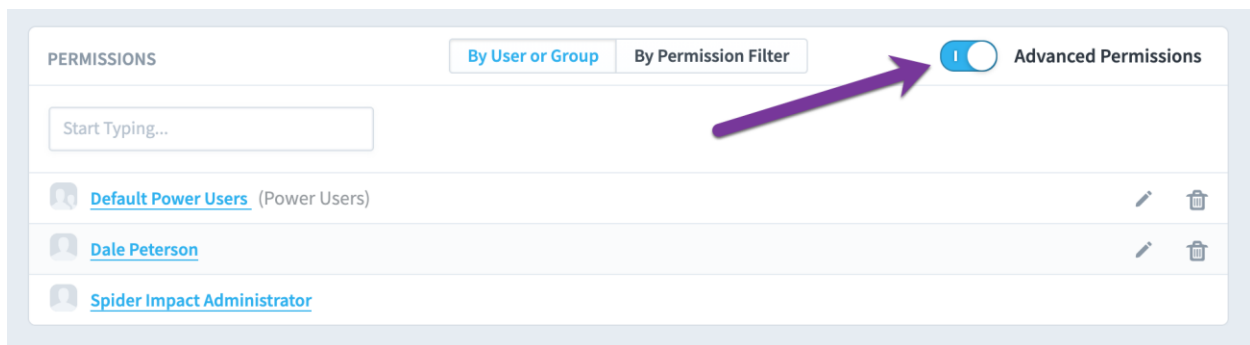 PERMISSIONS
By User or Group
By Permission Filter
Advanced Permissions
Start Typing...
Default Power Users (Power Users)
Dale Peterson
Spider Impact Administrator